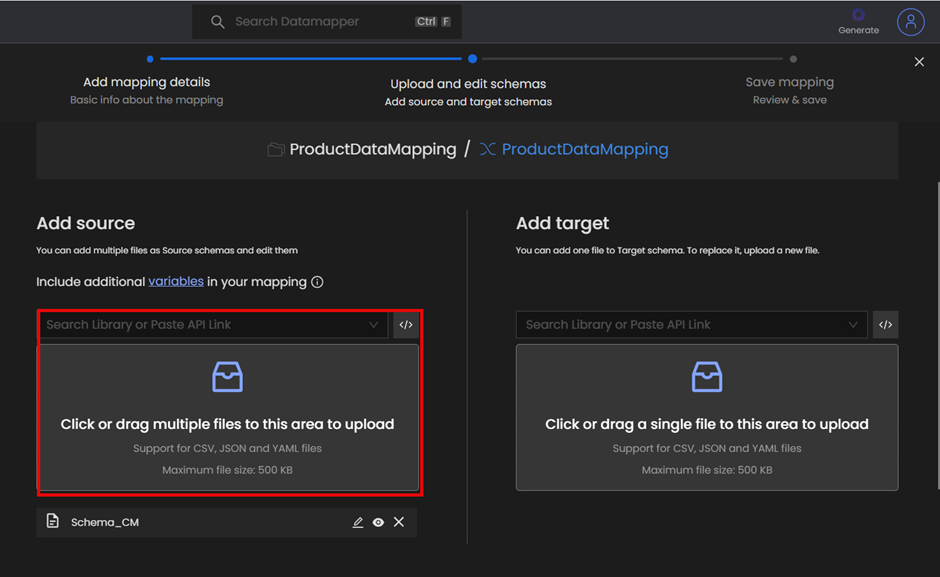 Search Datamapper Ctrl F
Generate
Add mapping details
Basic info about the mapping
Upload and edit schemas
Add source and target schemas
Save mapping
Review & save
ProductDataMapping / ProductDataMapping
Add source
You can add multiple files as Source schemas and edit them
Include additional variables in your mapping
Search Library or Paste API Link </>
Click or drag multiple files to this area to upload
Support for CSV, JSON and YAML files
Maximum file size: 500 KB
Schema_CM
Add target
You can add one file to Target schema. To replace it, upload a new file.
Search Library or Paste API Link </>
Click or drag a single file to this area to upload
Support for CSV, JSON and YAML files
Maximum file size: 500 KB